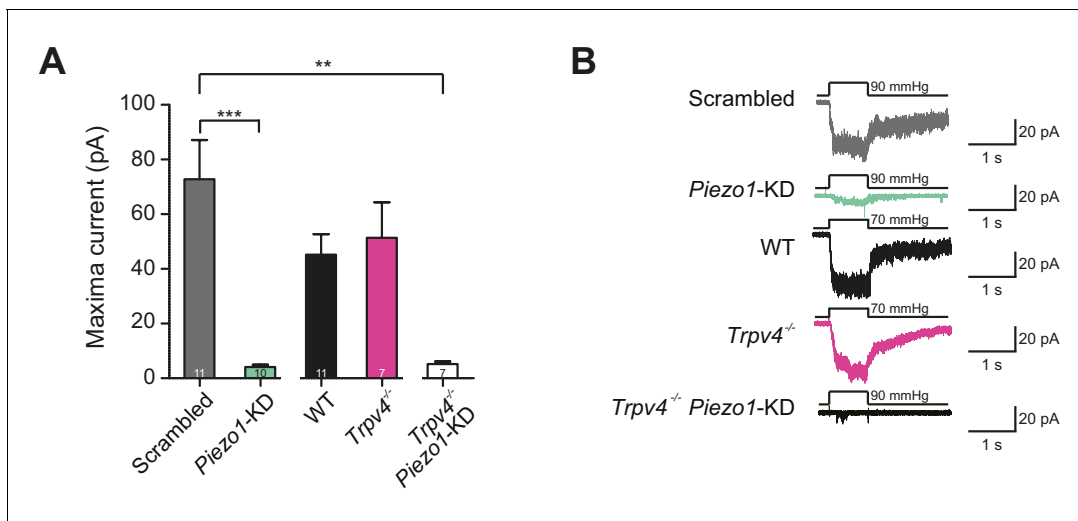 A
**
***
Maxima current (pA)
100
80
60
40
20
0
11
10
11
7
7
Scrambled
Piezo1-KD
WT
Trpv4-/-
Trpv4-/-
Piezo1-KD
B
Scrambled
90 mmHg
20 pA
1 s
Piezo1-KD
90 mmHg
20 pA
1 s
WT
70 mmHg
20 pA
1 s
Trpv4-/-
70 mmHg
20 pA
1 s
Trpv4-/- Piezo1-KD
90 mmHg
20 pA
1 s